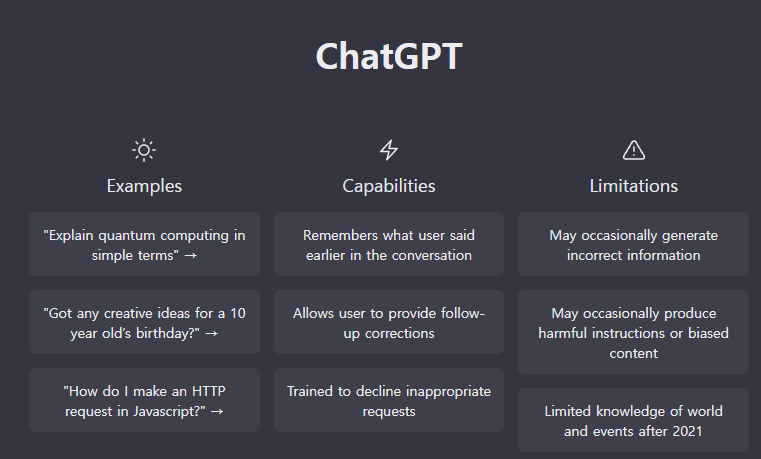 ChatGPT
Examples
"Explain quantum computing in
simple terms" →
"Got any creative ideas for a 10
year old’s birthday?" →
"How do I make an HTTP
request in Javascript?" →
Capabilities
Remembers what user said
earlier in the conversation
Allows user to provide follow-
up corrections
Trained to decline inappropriate
requests
Limitations
May occasionally generate
incorrect information
May occasionally produce
harmful instructions or biased
content
Limited knowledge of world
and events after 2021